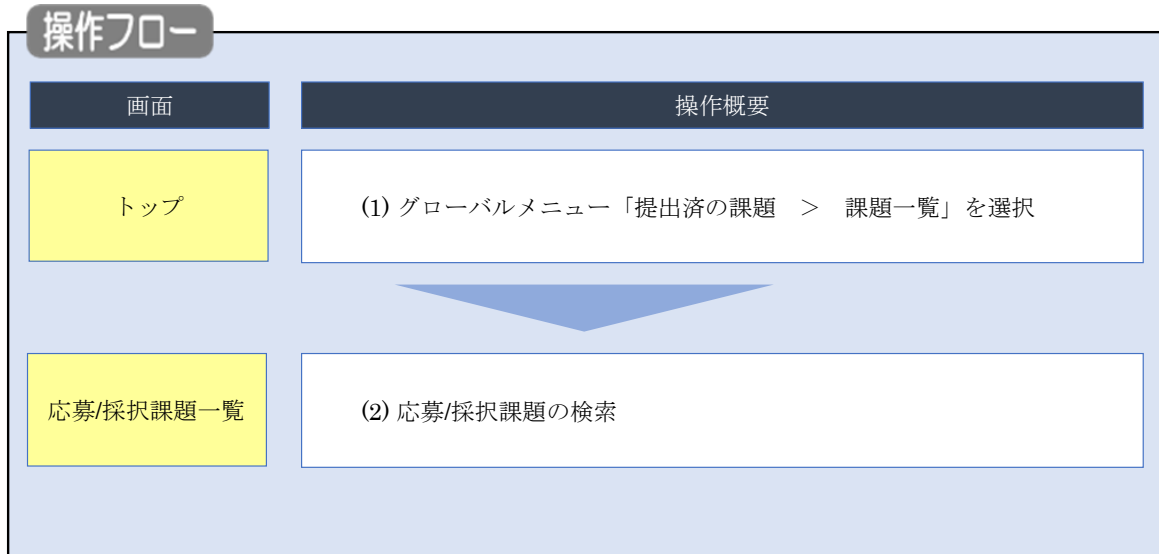 操作フロー
画面
操作概要
トップ
(1) グローバルメニュー「提出済の課題　＞　課題一覧」を選択
応募/採択課題一覧
(2) 応募/採択課題の検索